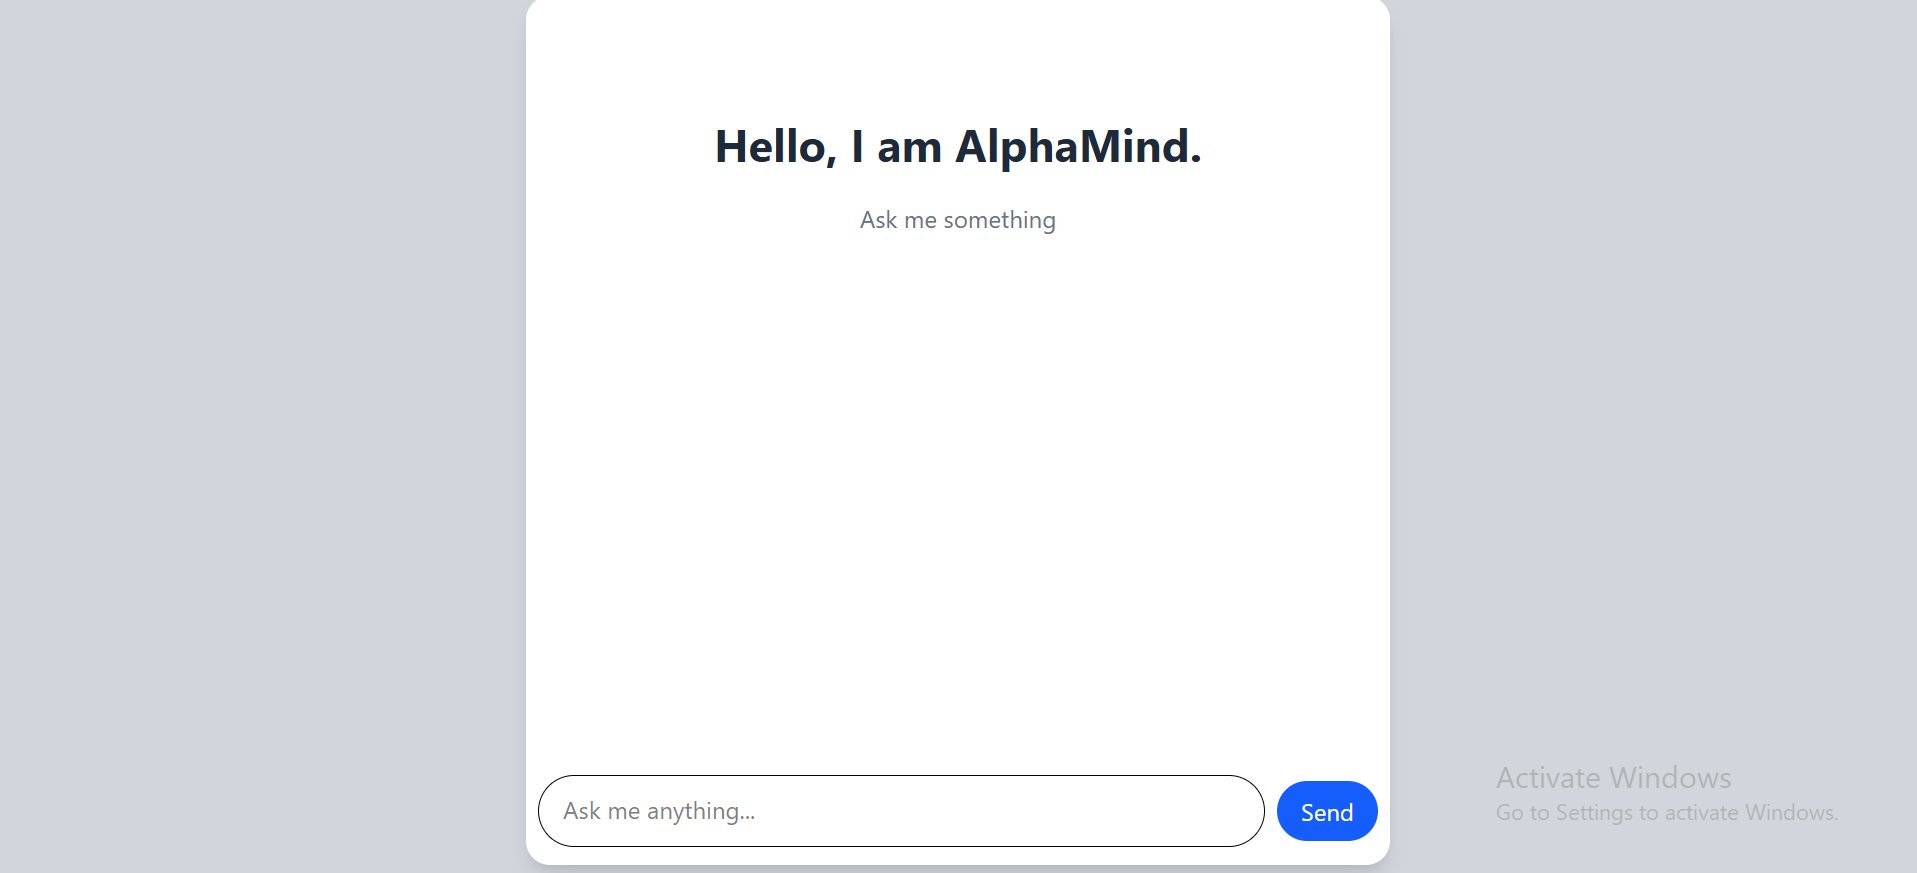 Hello, I am AlphaMind.
Ask me something
Ask me anything...
Send
Activate Windows
Go to Settings to activate Windows.